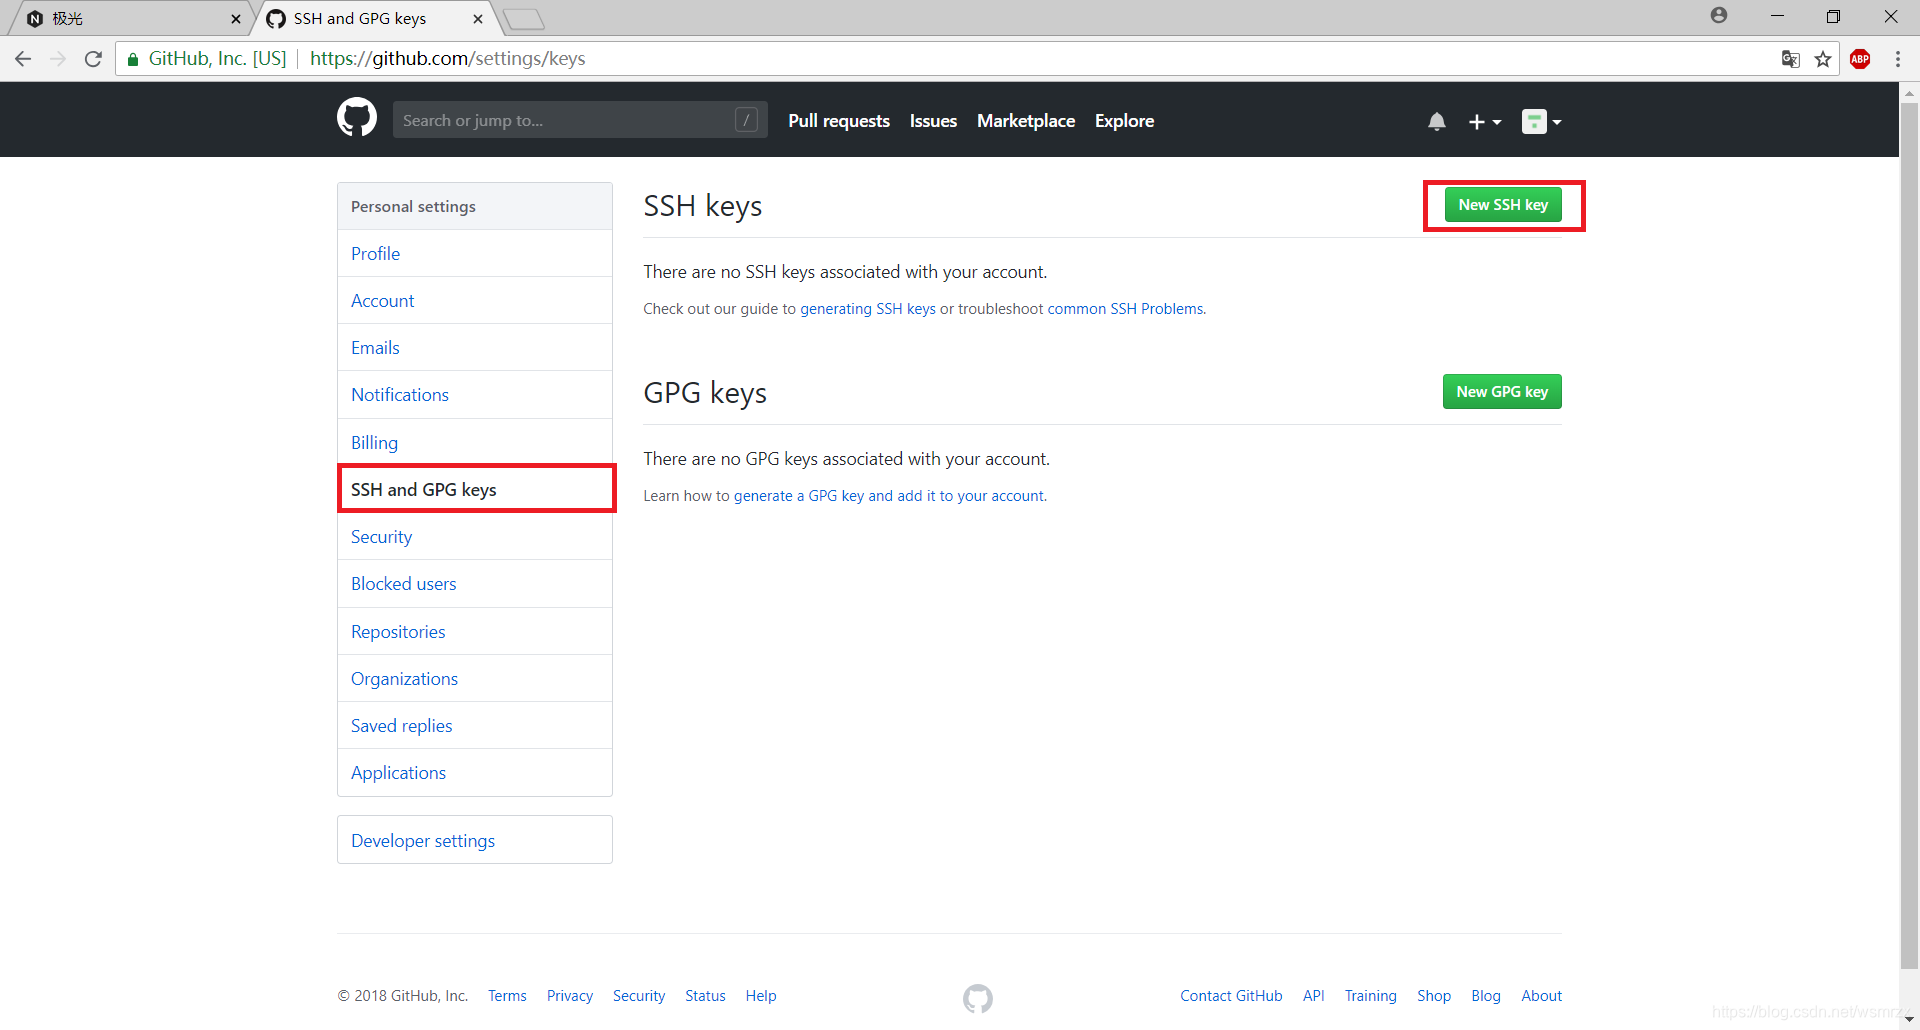 极光
SSH and GPG keys
GitHub, Inc. [US] https://github.com/settings/keys
ABP
Search or jump to... /
Pull requests Issues Marketplace Explore
Personal settings
Profile
Account
Emails
Notifications
Billing
SSH and GPG keys
Security
Blocked users
Repositories
Organizations
Saved replies
Applications
Developer settings
SSH keys
New SSH key
There are no SSH keys associated with your account.
Check out our guide to generating SSH keys or troubleshoot common SSH Problems.
GPG keys
New GPG key
There are no GPG keys associated with your account.
Learn how to generate a GPG key and add it to your account.
© 2018 GitHub, Inc. Terms Privacy Security Status Help
Contact GitHub API Training Shop Blog About